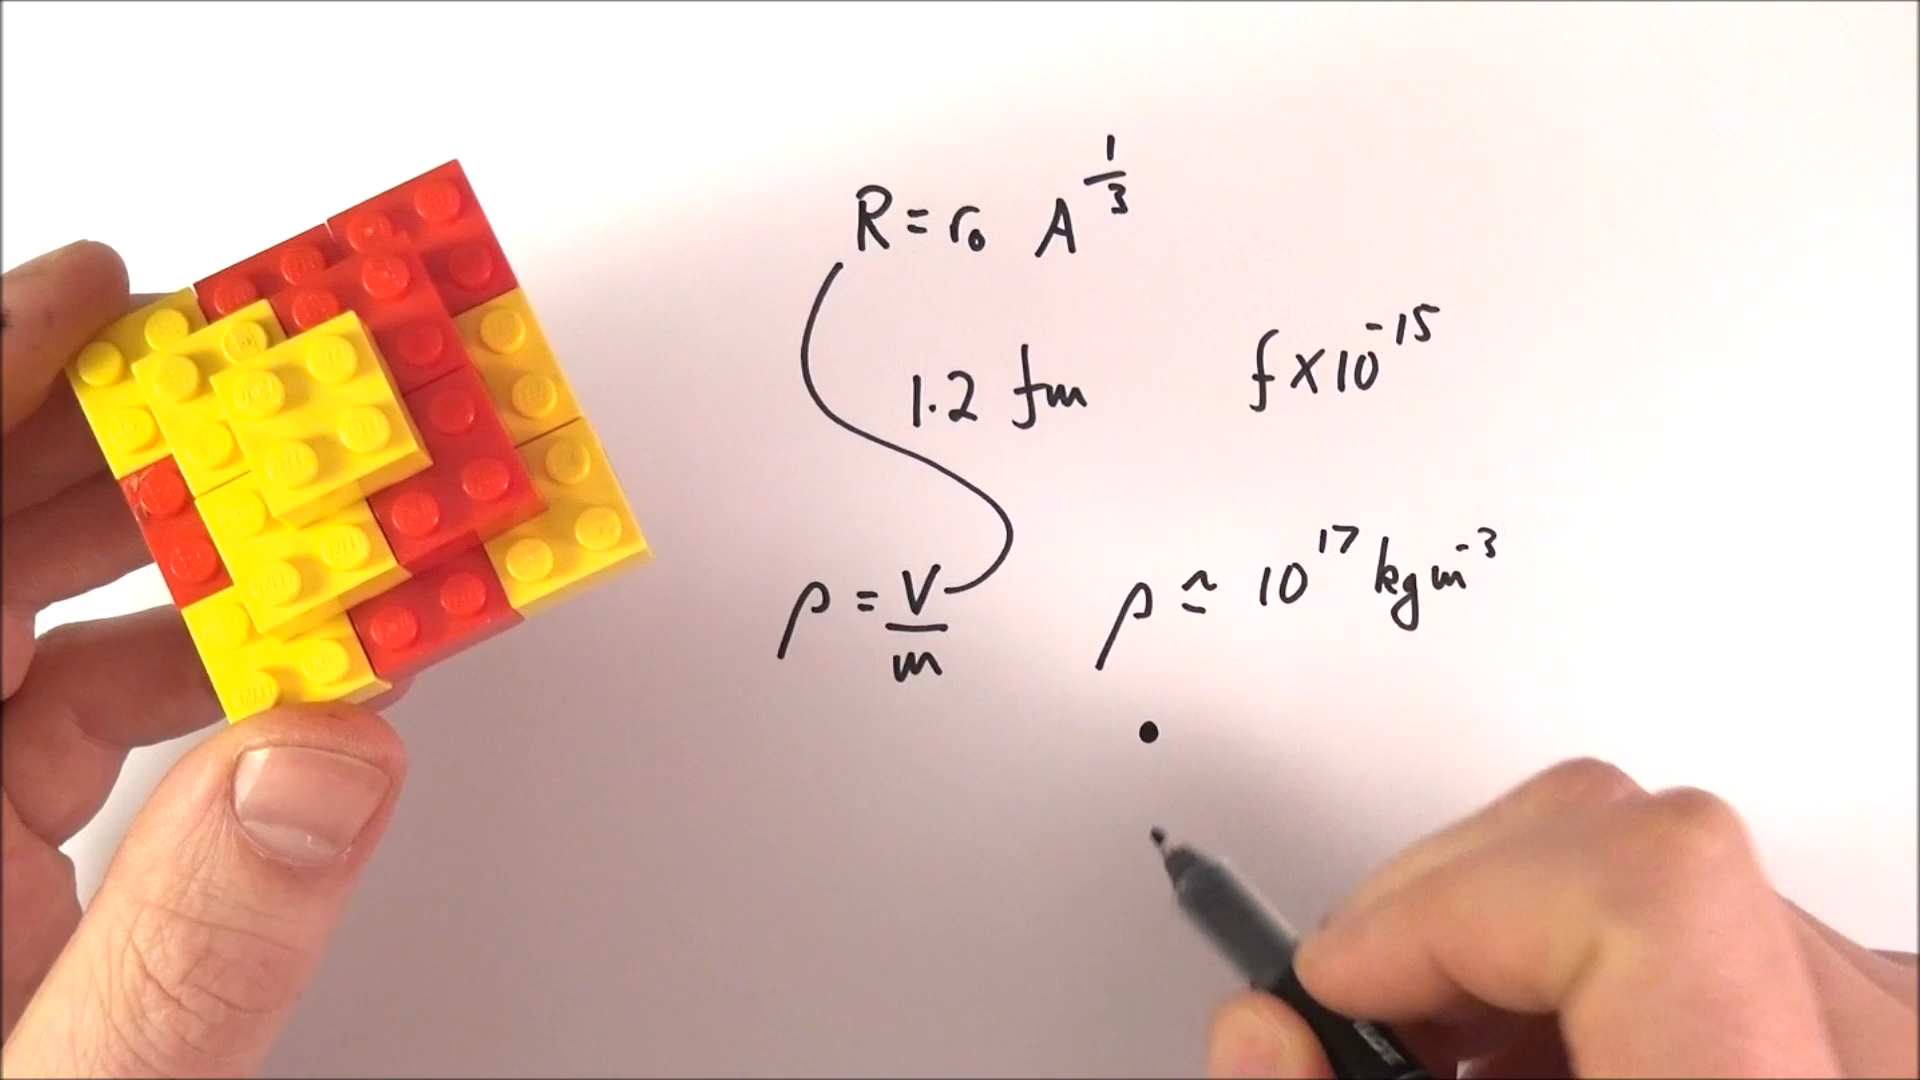 R = r₀ A^(1/3)
1.2 fm f×10⁻¹⁵
ρ = V/m ρ ≃ 10¹⁷ kg m⁻³